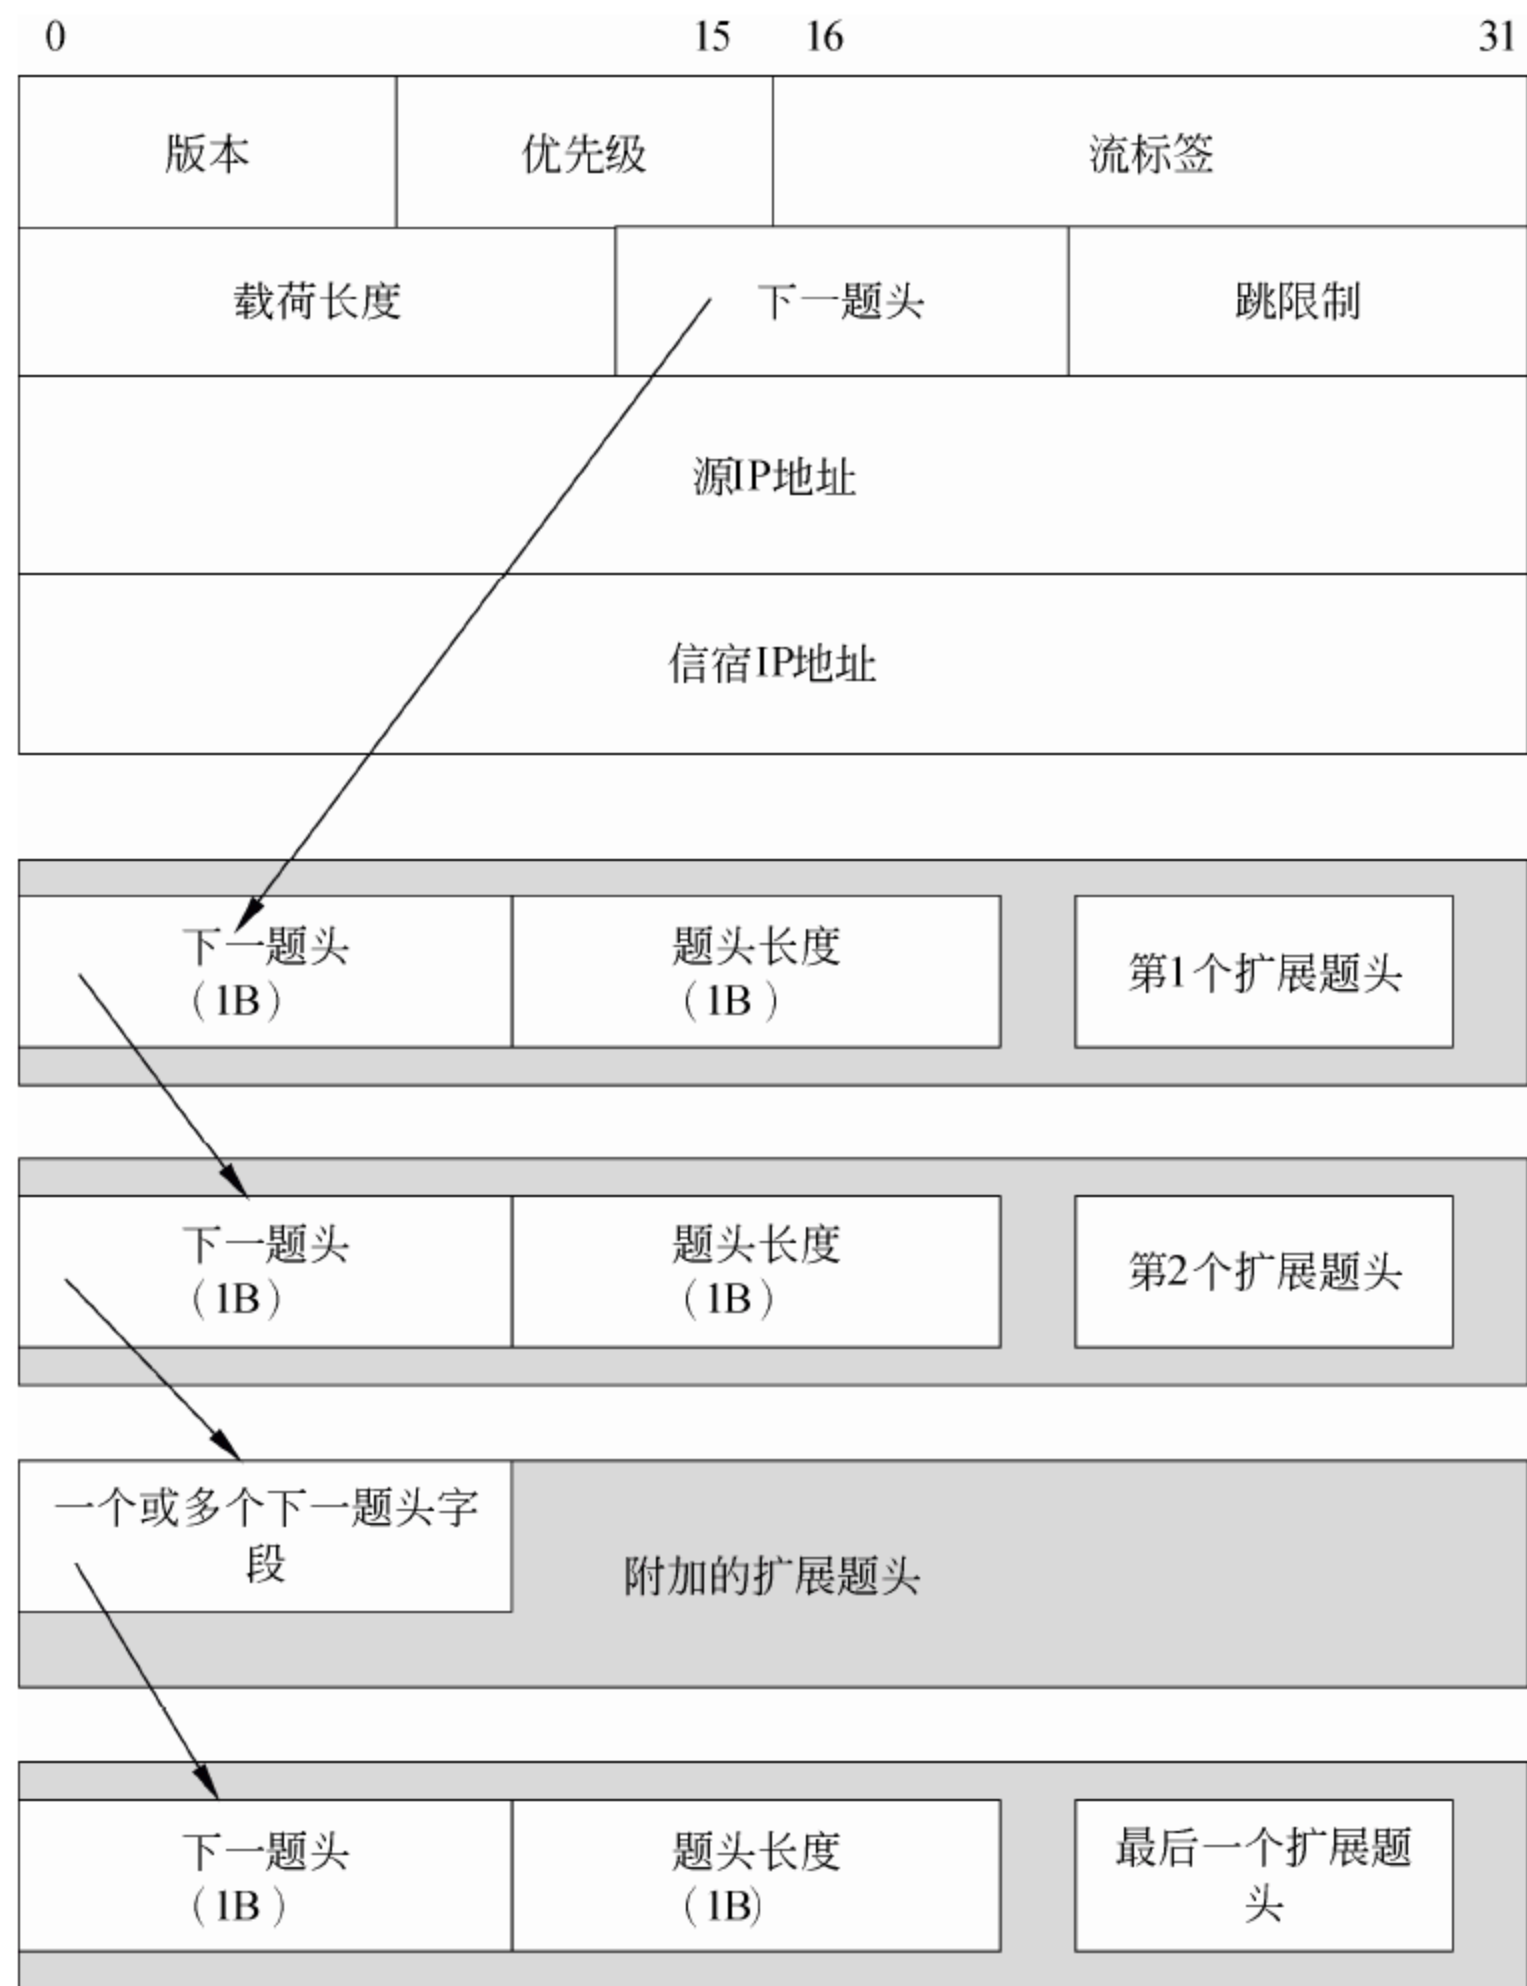 0 15 16 31
版本 优先级 流标签
载荷长度 下一题头 跳限制
源IP地址
信宿IP地址
下一题头 题头长度 第1个扩展题头
（1B） （1B）
下一题头 题头长度 第2个扩展题头
（1B） （1B）
一个或多个下一题头字
段
附加的扩展题头
下一题头 题头长度 最后一个扩展题
（1B） （1B) 头